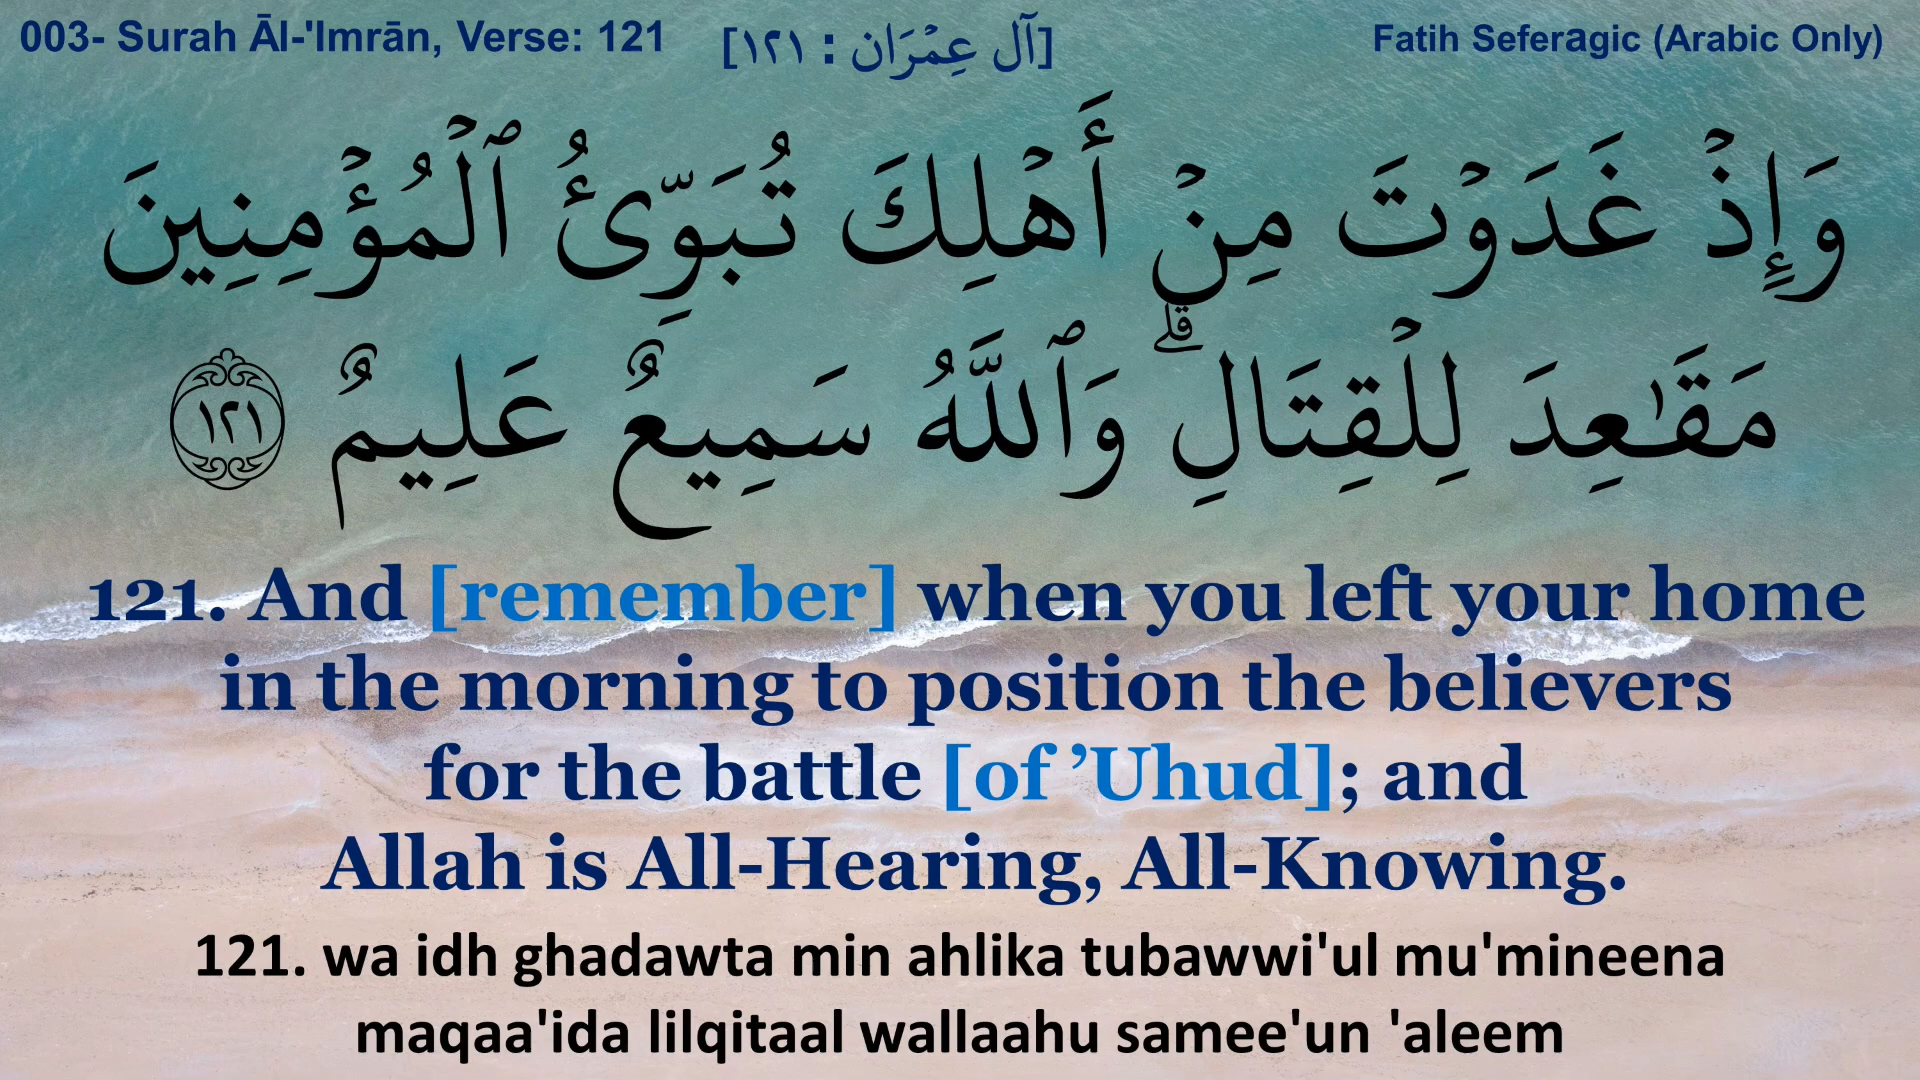 003- Surah Āl-'Imrān, Verse: 121
[آل عِمْرَان : ١٢١]
Fatih Seferagic (Arabic Only)
وَإِذۡ غَدَوۡتَ مِنۡ أَهۡلِكَ تُبَوِّئُ ٱلۡمُؤۡمِنِينَ
مَقَـٰعِدَ لِلۡقِتَالِۗ وَٱللَّهُ سَمِيعٌ عَلِيمٌ ١٢١
121. And [remember] when you left your home
in the morning to position the believers
for the battle [of ’Uhud]; and
Allah is All-Hearing, All-Knowing.
121. wa idh ghadawta min ahlika tubawwi'ul mu'mineena
maqaa'ida lilqitaal wallaahu samee'un 'aleem